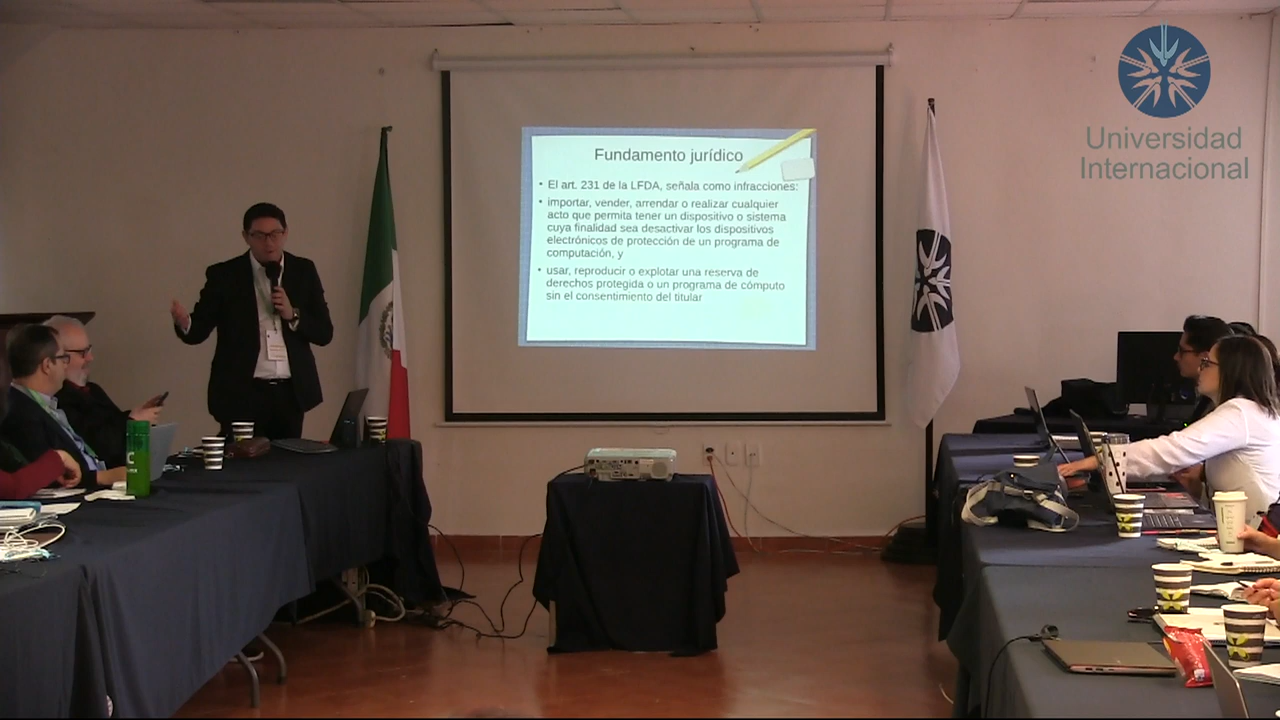 Universidad
Internacional
Fundamento jurídico
• El art. 231 de la LFDA, señala como infracciones:
• importar, vender, arrendar o realizar cualquier
acto que permita tener un dispositivo o sistema
cuya finalidad sea desactivar los dispositivos
electrónicos de protección de un programa de
computación, y
• usar, reproducir o explotar una reserva de
derechos protegida o un programa de cómputo
sin el consentimiento del titular